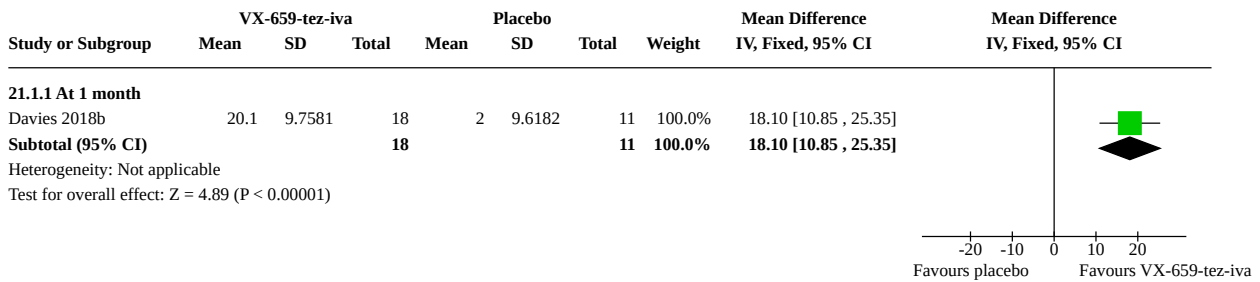 VX-659-tez-iva Placebo Mean Difference Mean Difference
Study or Subgroup Mean SD Total Mean SD Total Weight IV, Fixed, 95% CI IV, Fixed, 95% CI
21.1.1 At 1 month
Davies 2018b 20.1 9.7581 18 2 9.6182 11 100.0% 18.10 [10.85 , 25.35]
Subtotal (95% CI) 18 11 100.0% 18.10 [10.85 , 25.35]
Heterogeneity: Not applicable
Test for overall effect: Z = 4.89 (P < 0.00001)
-20 -10 0 10 20
Favours placebo Favours VX-659-tez-iva